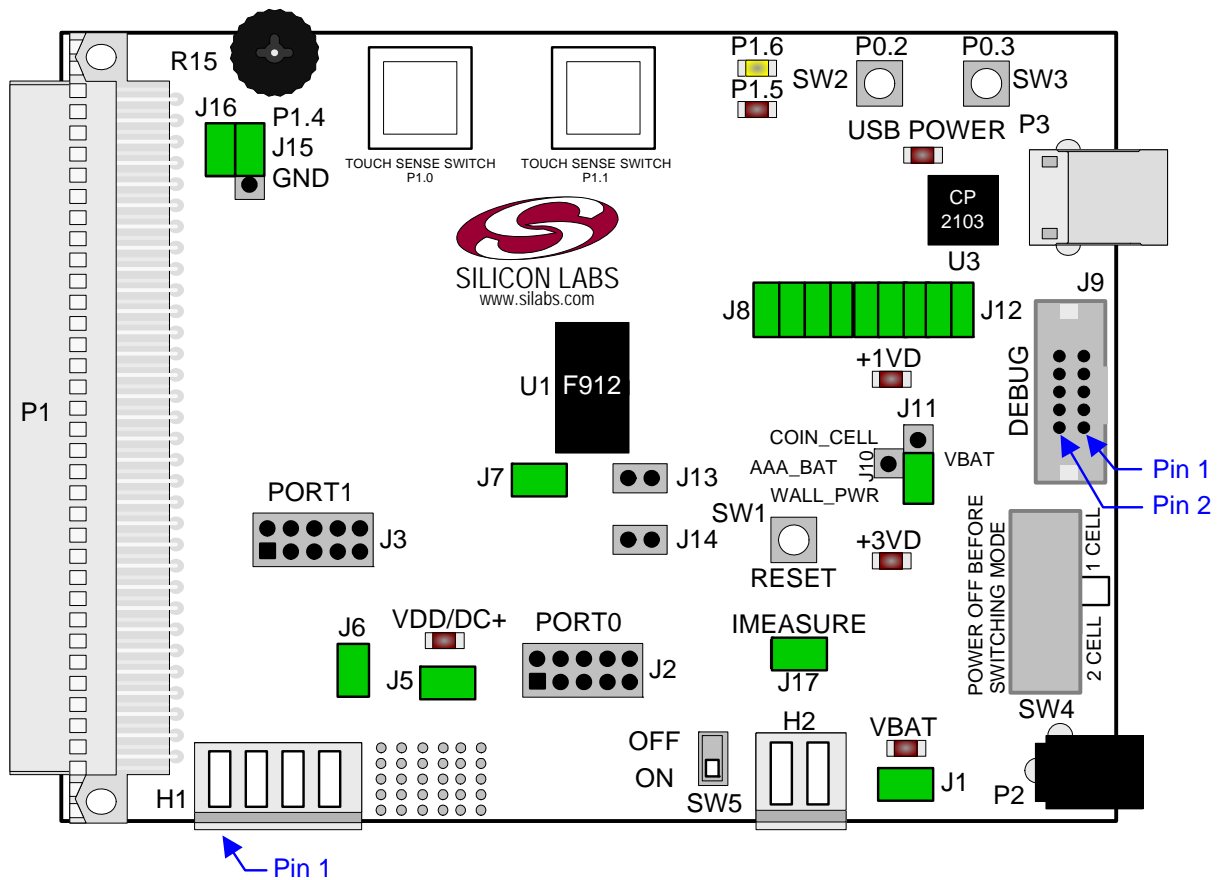 R15
P1.6
P0.2
P0.3
SW2
SW3
P1.5
J16
P1.4
J15
GND
USB POWER
P3
TOUCH SENSE SWITCH
P1.0
TOUCH SENSE SWITCH
P1.1
CP
2103
U3
SILICON LABS
www.silabs.com
J9
J8
J12
+1VD
U1
F912
DEBUG
P1
J11
COIN_CELL
J10
AAA_BAT
VBAT
WALL_PWR
Pin 1
Pin 2
J7
J13
PORT1
SW1
J3
J14
+3VD
RESET
POWER OFF BEFORE
SWITCHING MODE
1 CELL
2 CELL
SW4
J6
VDD/DC+
PORT0
IMEASURE
J5
J2
J17
H2
VBAT
OFF
ON
SW5
J1
P2
H1
Pin 1